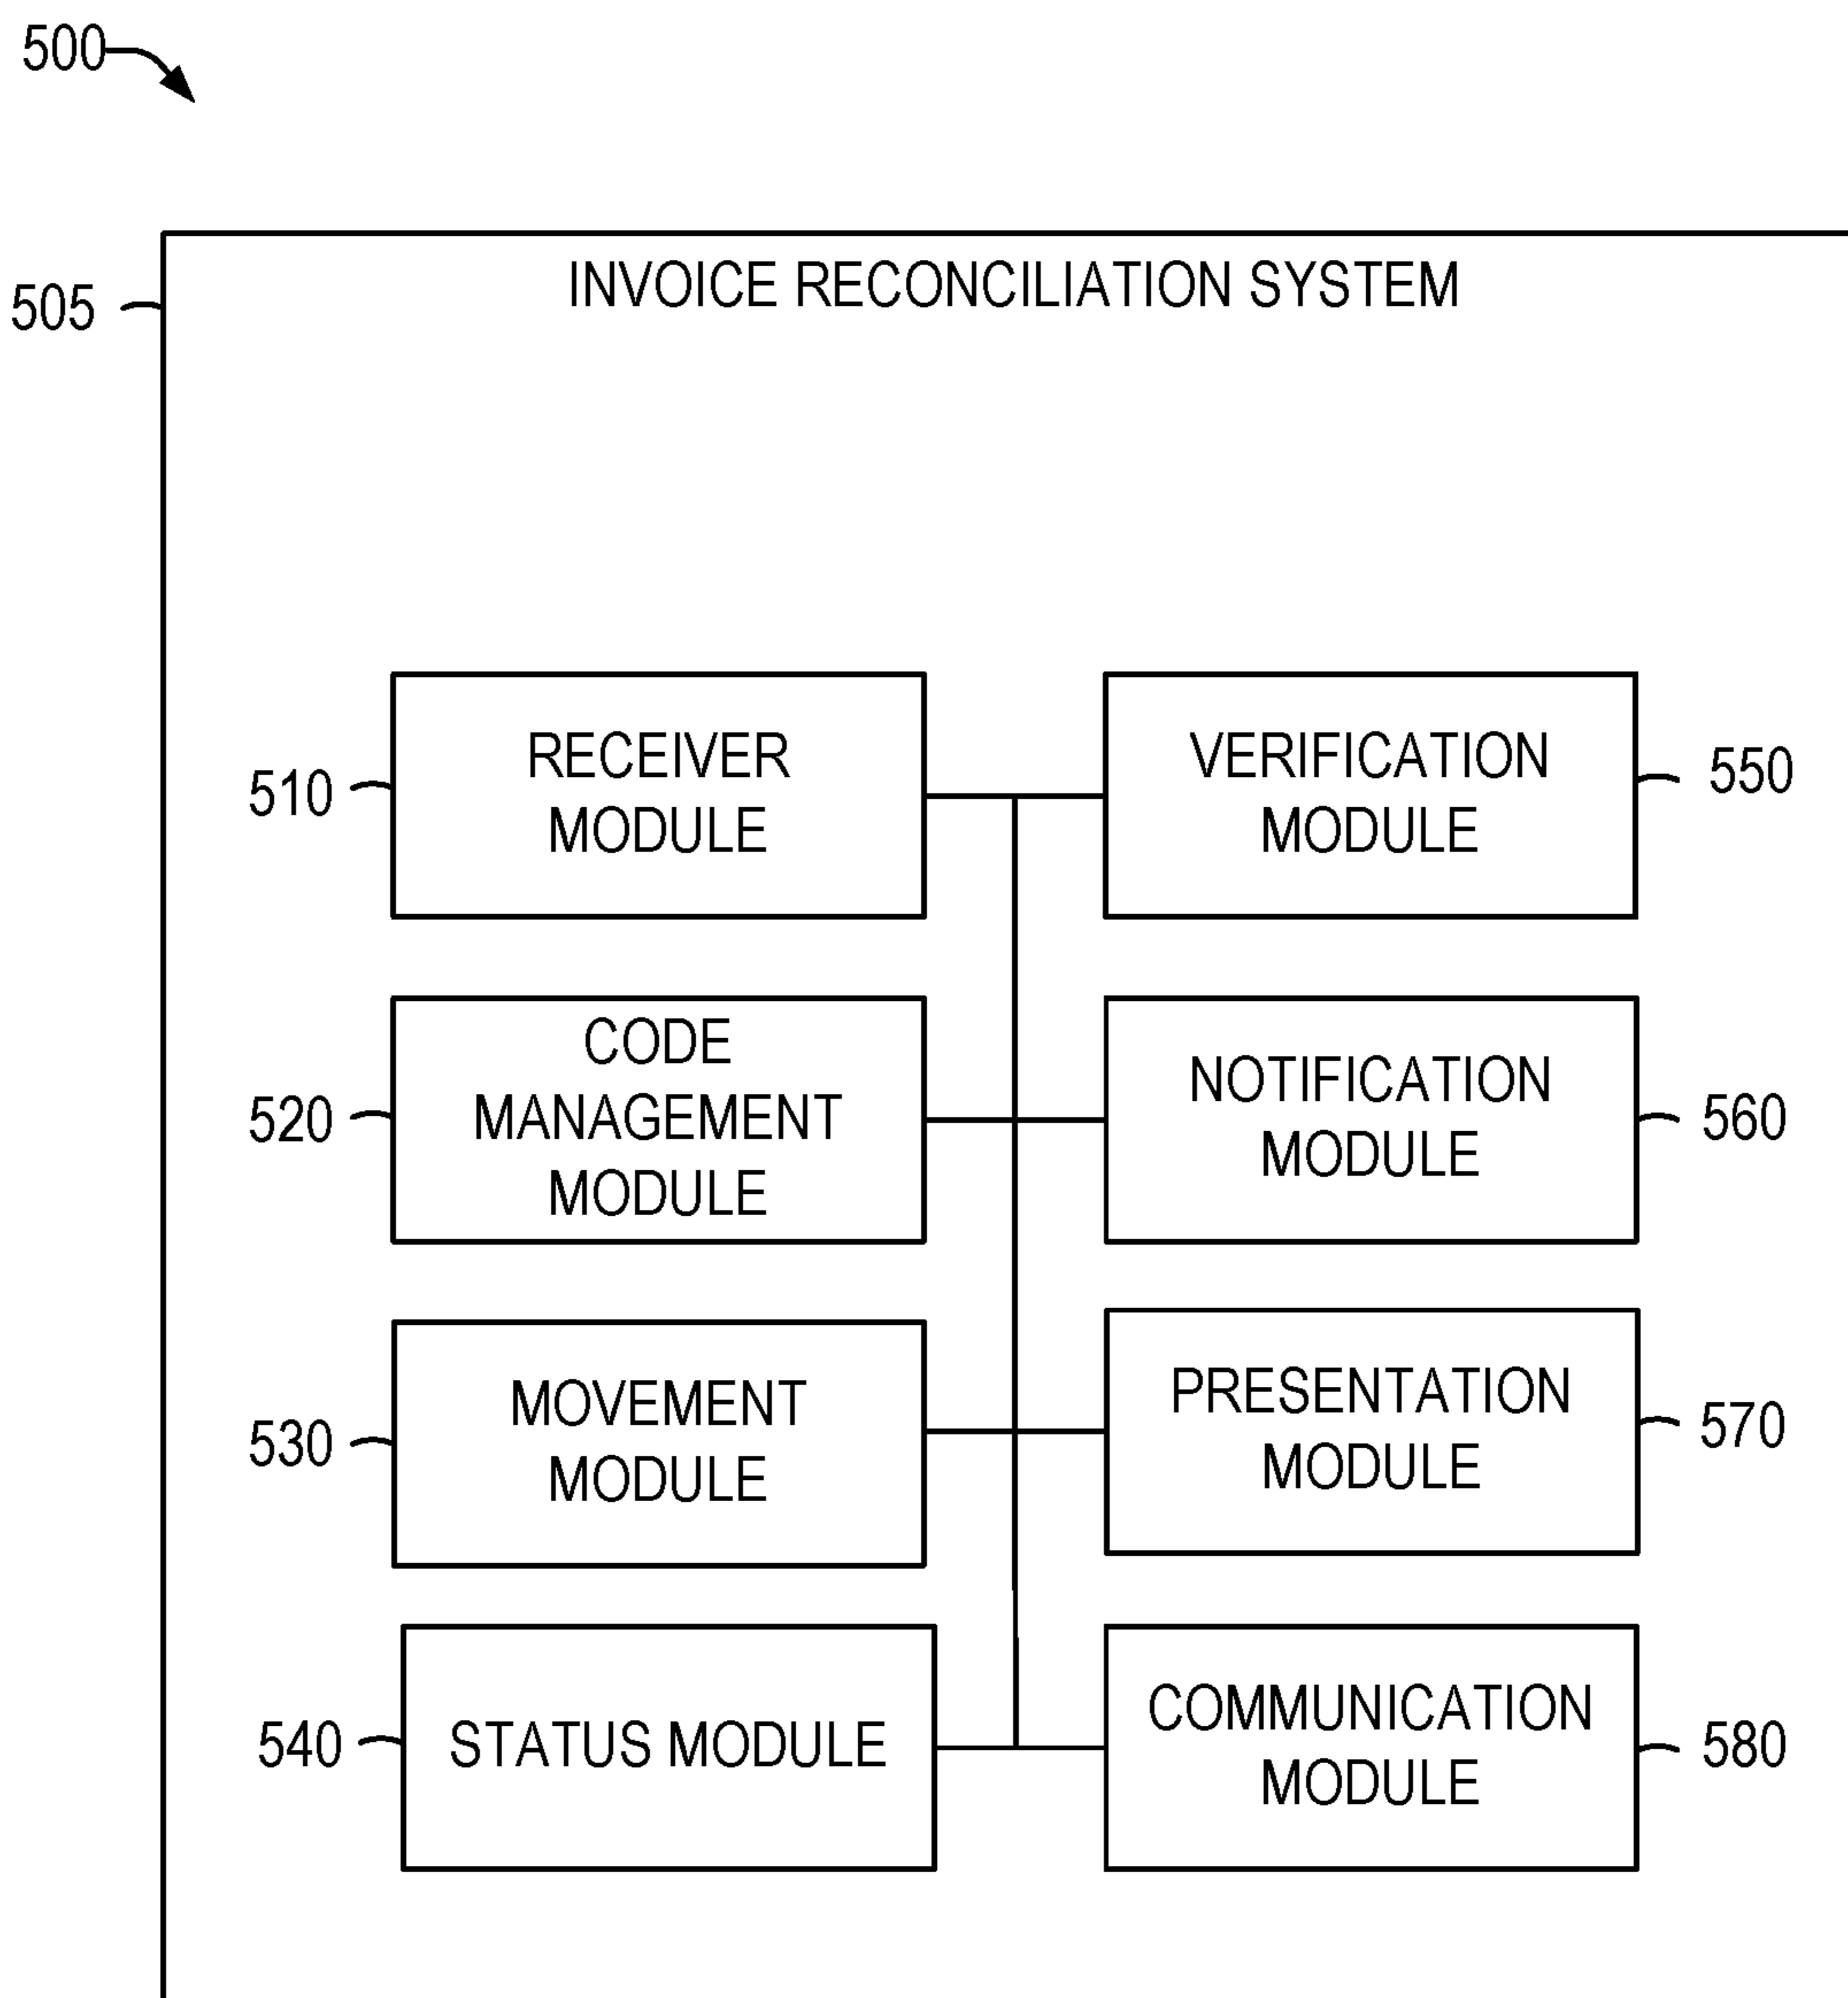 500
INVOICE RECONCILIATION SYSTEM
505
RECEIVER
MODULE
510
VERIFICATION
MODULE
550
CODE
MANAGEMENT
MODULE
520
NOTIFICATION
MODULE
560
MOVEMENT
MODULE
530
PRESENTATION
MODULE
570
STATUS MODULE
540
COMMUNICATION
MODULE
580